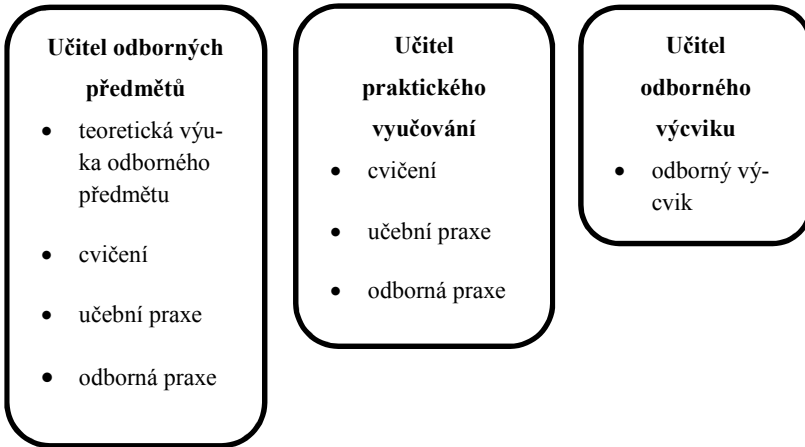 Učitel odborných
předmětů
• teoretická výu-
ka odborného
předmětu
• cvičení
• učební praxe
• odborná praxe
Učitel
praktického
vyučování
• cvičení
• učební praxe
• odborná praxe
Učitel
odborného
výcviku
• odborný vý-
cvik